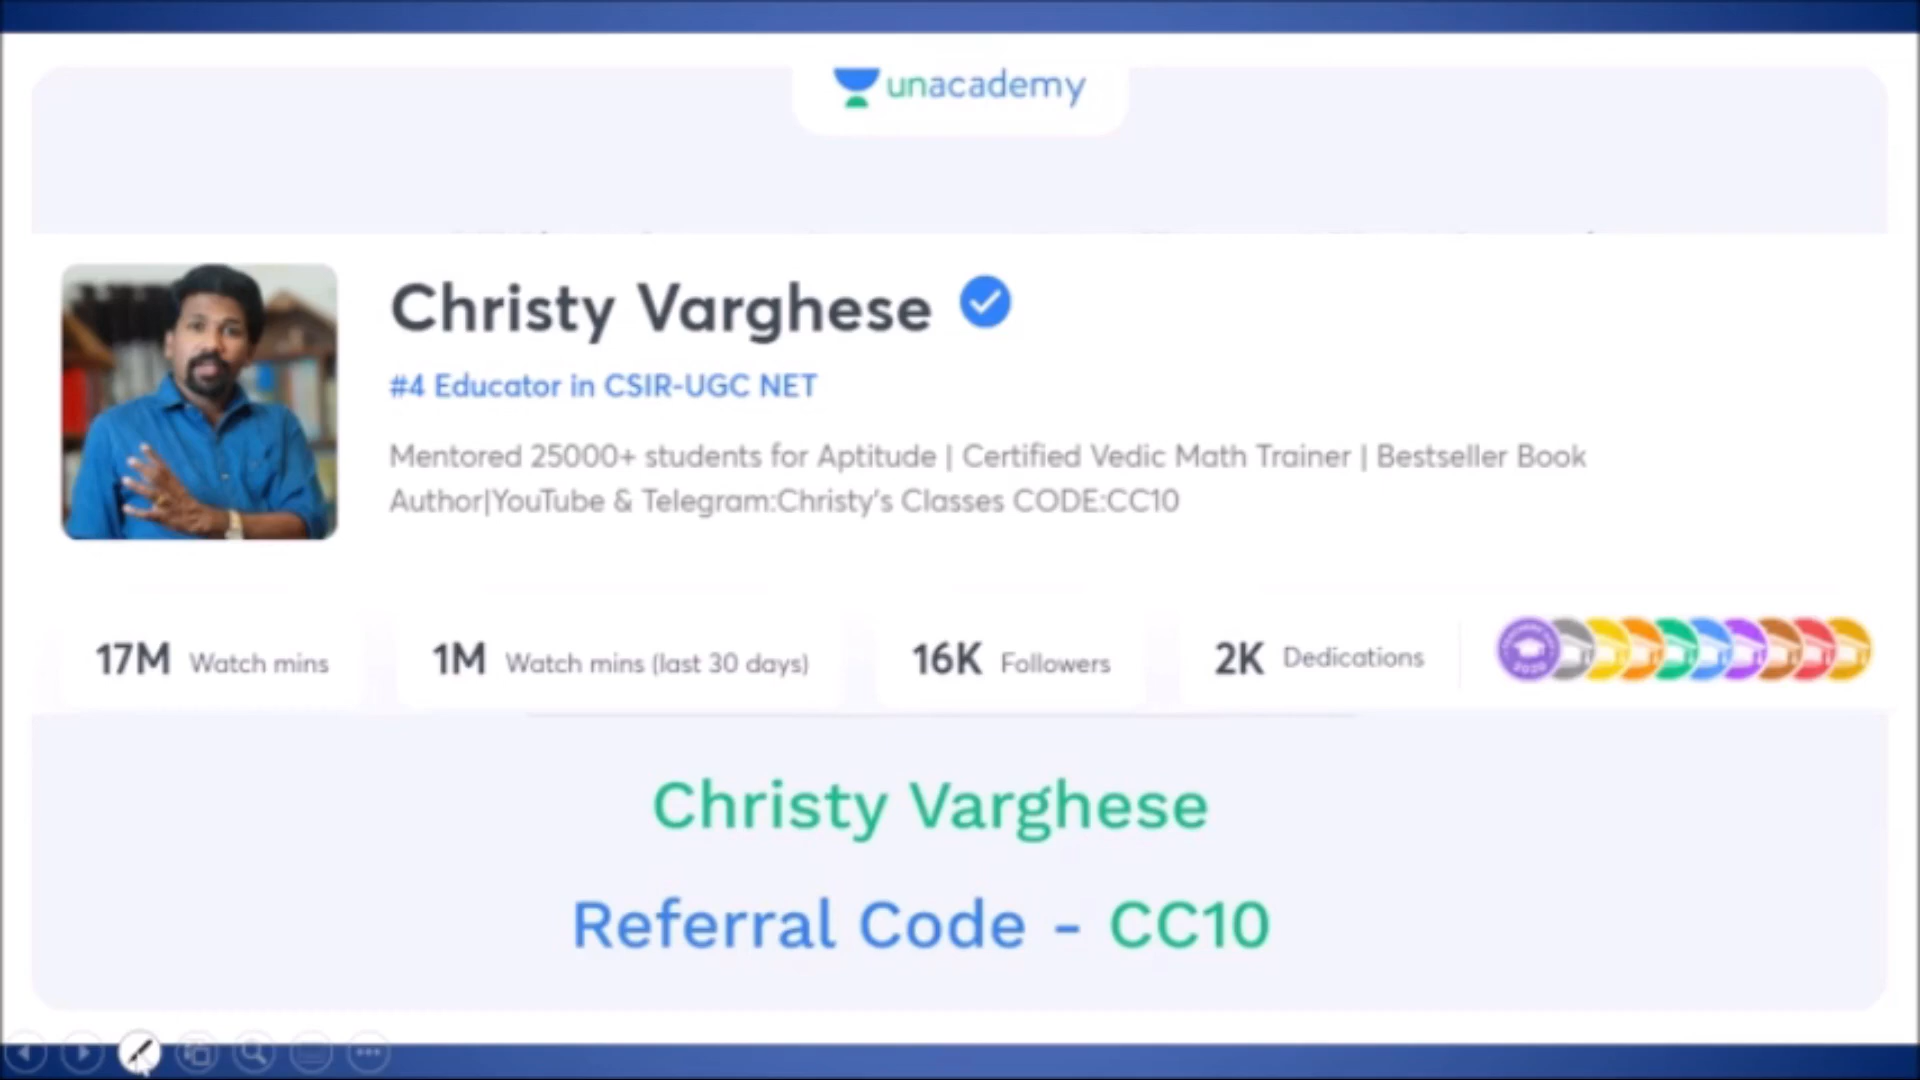 unacademy
Christy Varghese
#4 Educator in CSIR-UGC NET
Mentored 25000+ students for Aptitude | Certified Vedic Math Trainer | Bestseller Book
Author|YouTube & Telegram:Christy's Classes CODE:CC10
17M Watch mins 1M Watch mins (last 30 days) 16K Followers 2K Dedications
2020
Christy Varghese
Referral Code - CC10